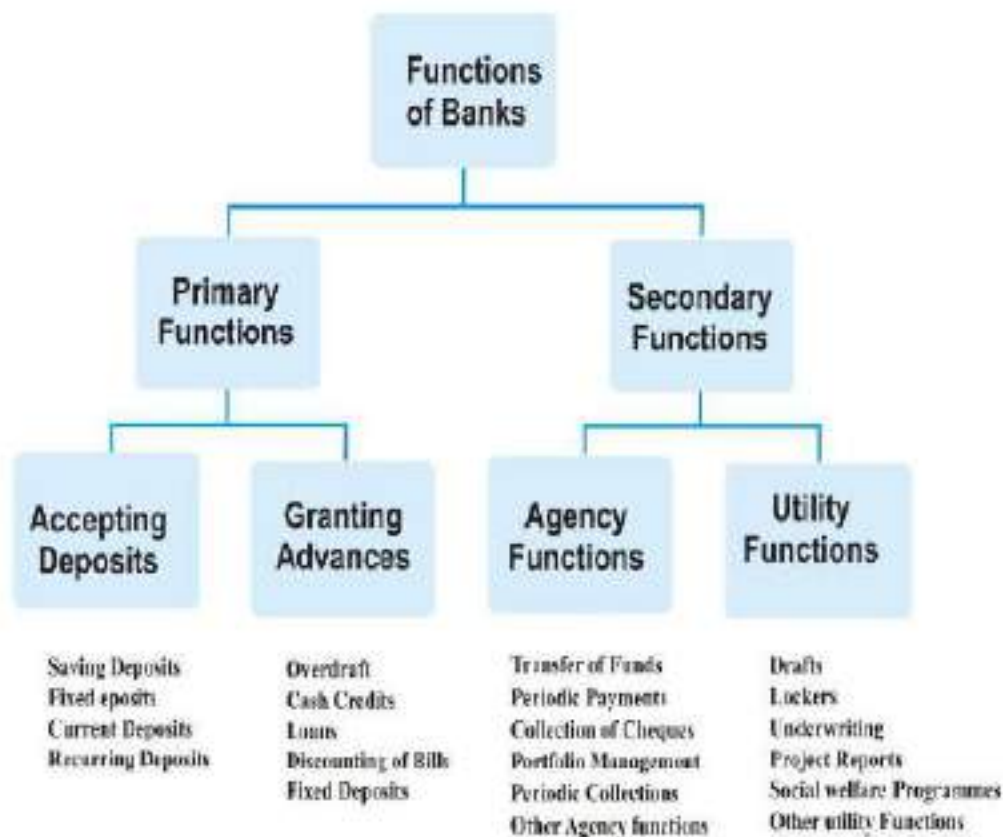 Functions
of Banks
Primary
Functions
Secondary
Functions
Accepting
Deposits
Granting
Advances
Agency
Functions
Utility
Functions
Saving Deposits
Fixed eposits
Current Deposits
Recurring Deposits
Overdraft
Cash Credits
Loans
Discounting of Bills
Fixed Deposits
Transfer of Funds
Periodic Payments
Collection of Cheques
Portfolio Management
Periodic Collections
Other Agency functions
Drafts
Lockers
Underwriting
Project Reports
Social welfare Programmes
Other utility Functions